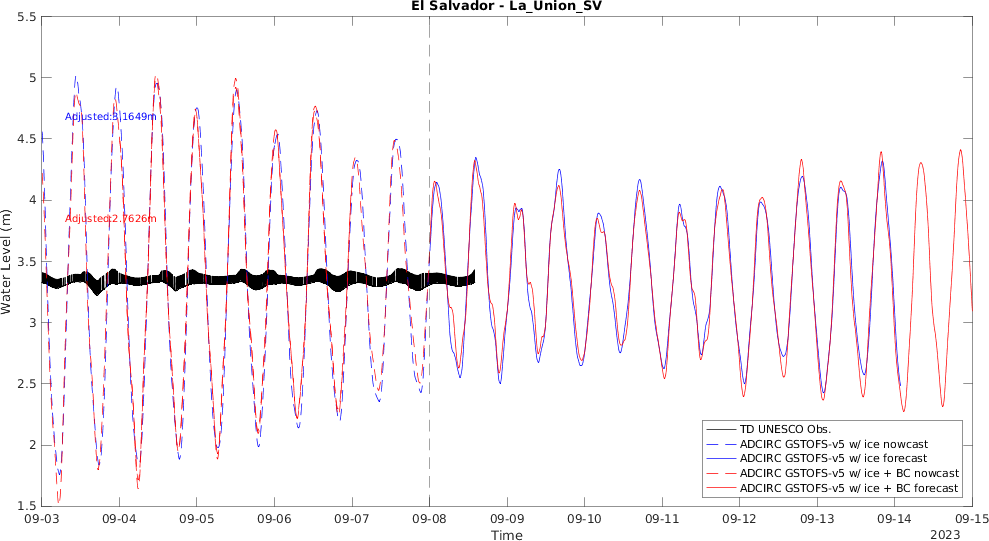 El Salvador - La_Union_SV
5.5
5
4.5
4
3.5
3
2.5
2
1.5
Water Level (m)
Adjusted:3.1649m
Adjusted:2.7626m
TD UNESCO Obs.
ADCIRC GSTOFS-v5 w/ ice nowcast
ADCIRC GSTOFS-v5 w/ ice forecast
ADCIRC GSTOFS-v5 w/ ice + BC nowcast
ADCIRC GSTOFS-v5 w/ ice + BC forecast
09-03 09-04 09-05 09-06 09-07 09-08 09-09 09-10 09-11 09-12 09-13 09-14 09-15
Time
2023